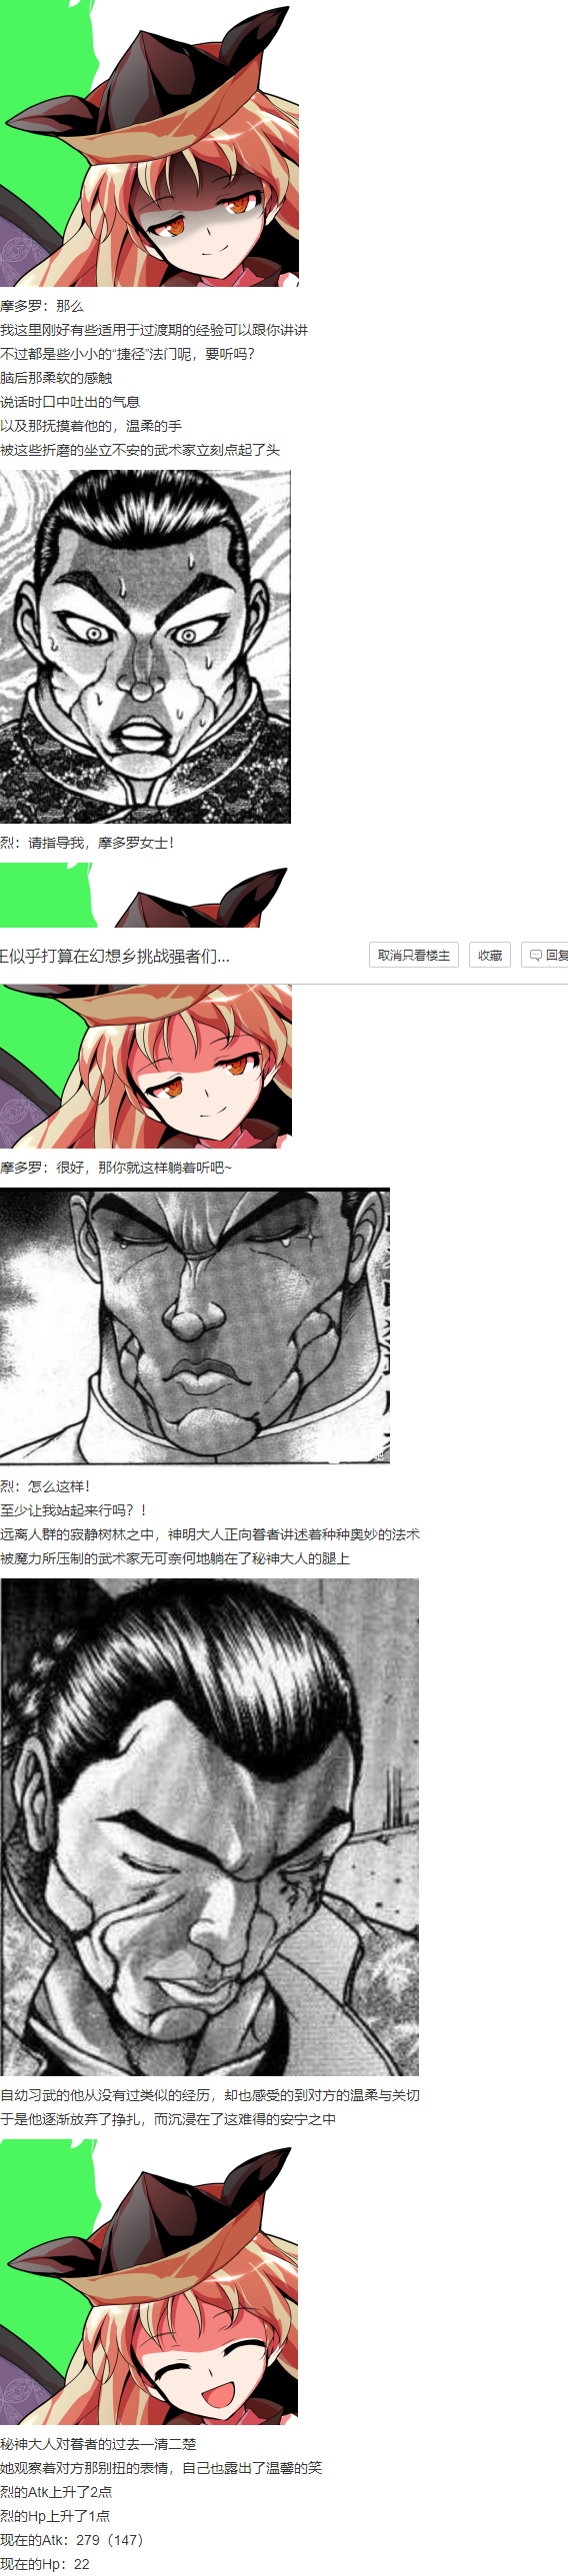 摩多罗：那么
我这里刚好有些适用于过渡期的经验可以跟你讲讲
不过都是些小小的“捷径”法门呢，要听吗？
脑后那柔软的感触
说话时口中吐出的气息
以及那抚摸着他的，温柔的手
被这些折磨的坐立不安的武术家立刻点起了头
烈：请指导我，摩多罗女士！
王似乎打算在幻想乡挑战强者们...
取消只看楼主
收藏
回复
摩多罗：很好，那你就这样躺着听吧~
烈：怎么这样！
至少让我站起来行吗？！
远离人群的寂静树林之中，神明大人正向眷者讲述着种种奥妙的法术
被魔力所压制的武术家无可奈何地躺在了秘神大人的腿上
自幼习武的他从没有过类似的经历，却也感受的到对方的温柔与关切
于是他逐渐放弃了挣扎，而沉浸在了这难得的安宁之中
秘神大人对眷者的过去一清二楚
她观察着对方那别扭的表情，自己也露出了温馨的笑
烈的Atk上升了2点
烈的Hp上升了1点
现在的Atk：279（147）
现在的Hp：22